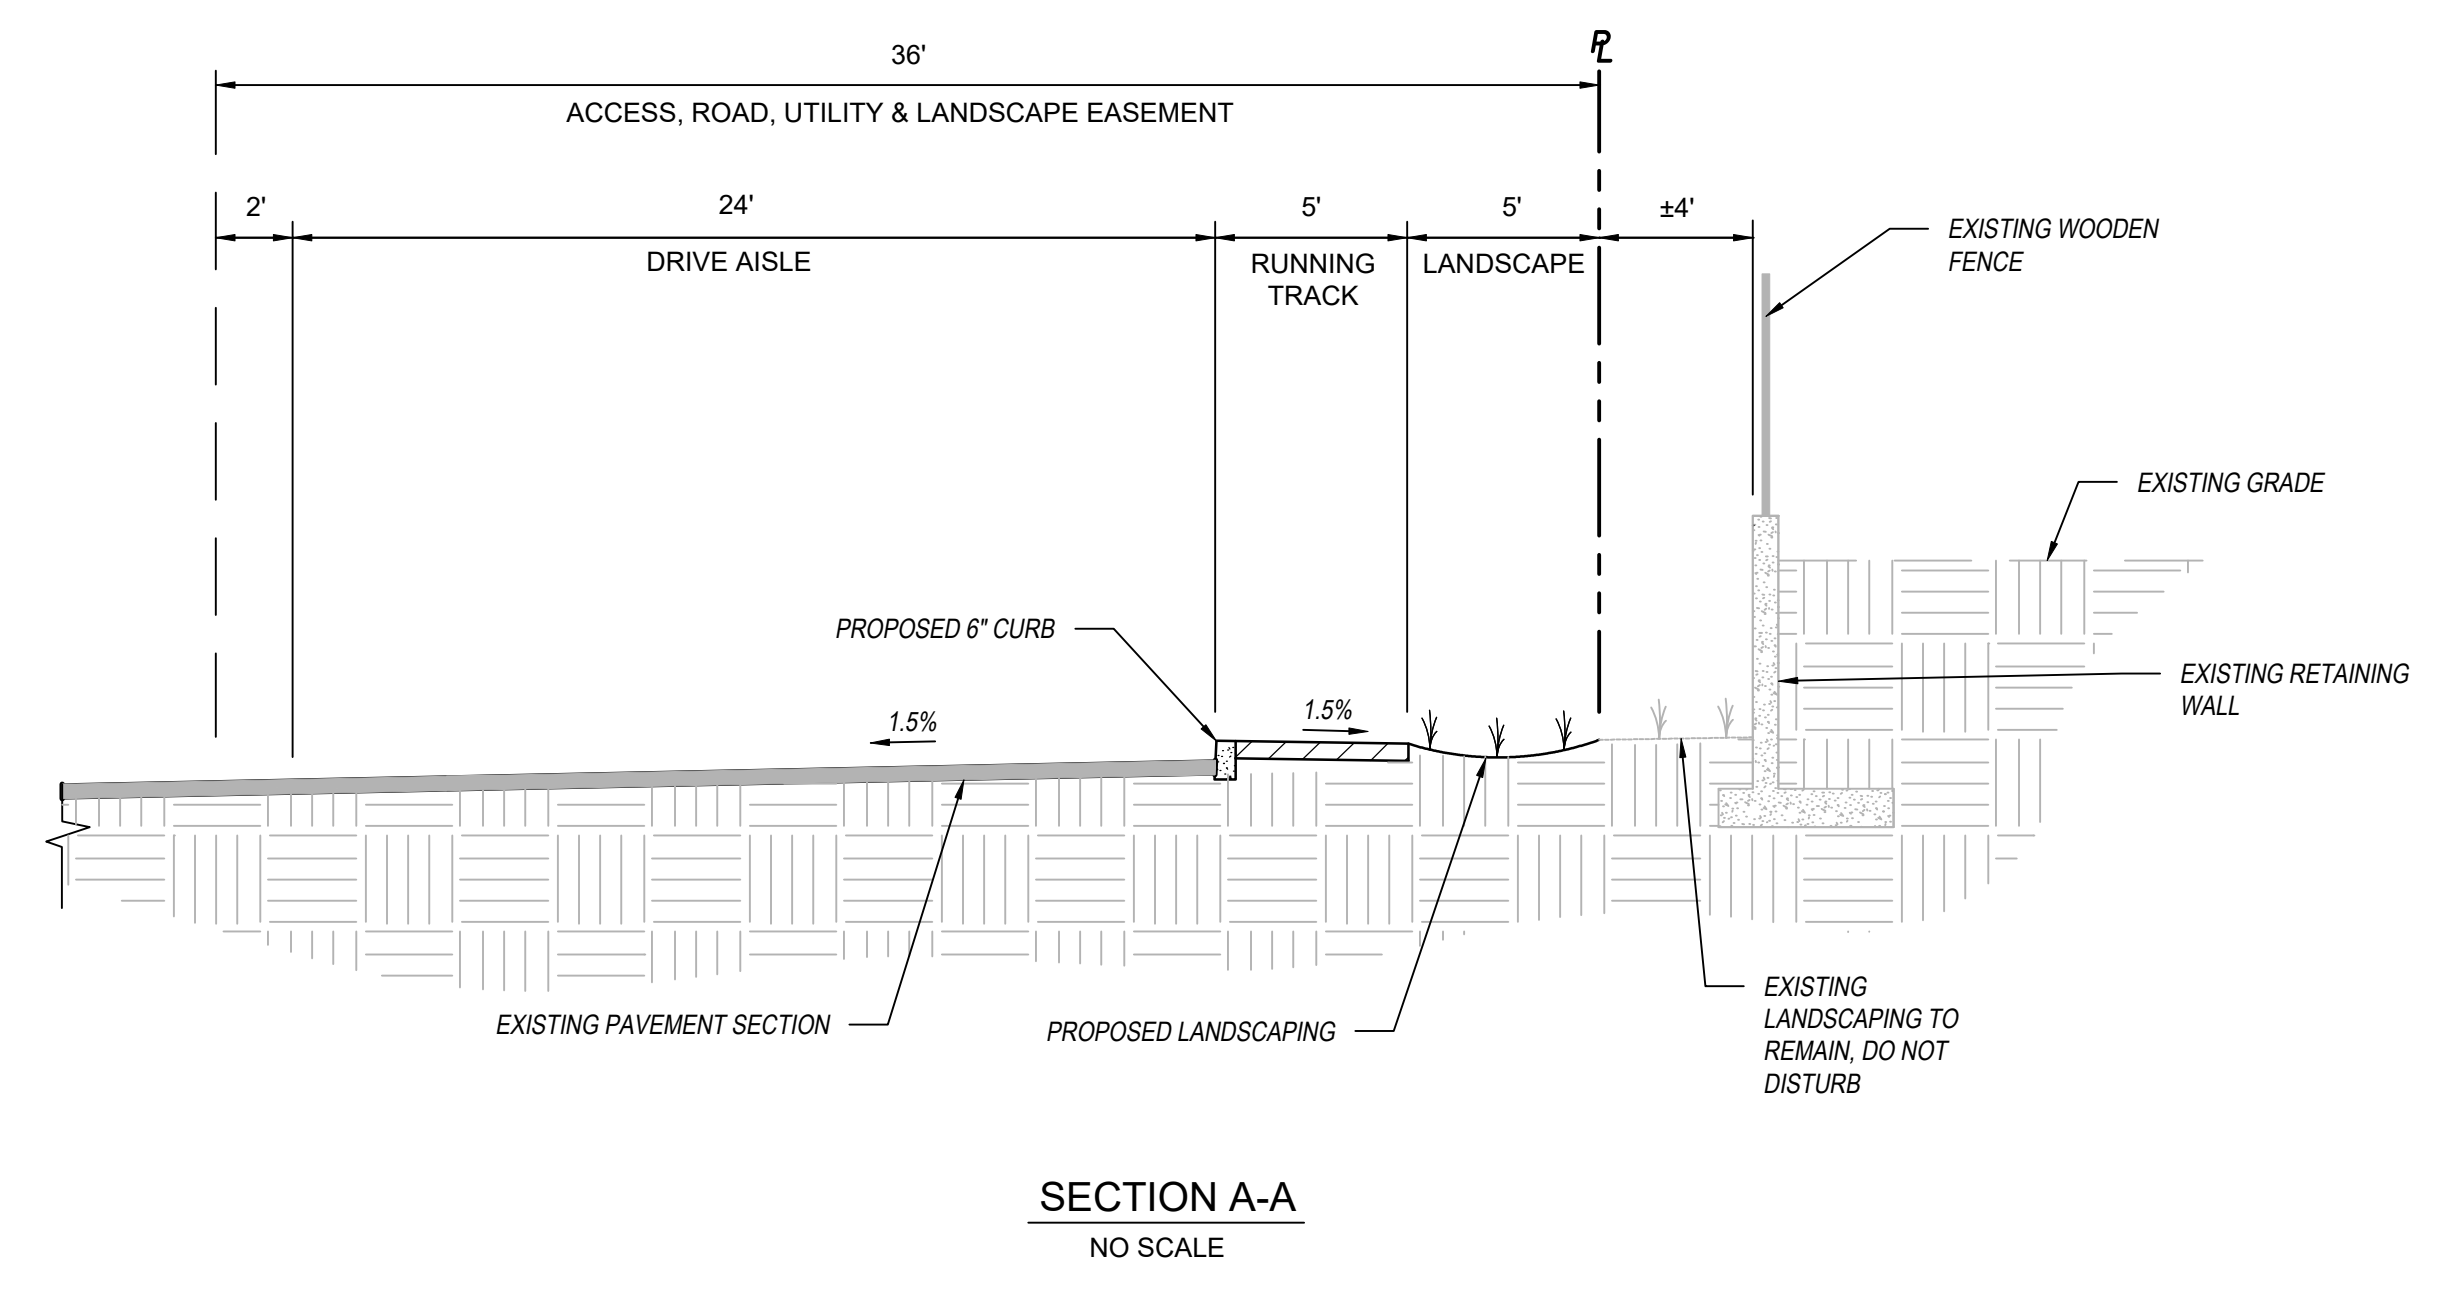 36'
ACCESS, ROAD, UTILITY & LANDSCAPE EASEMENT
PL
2'
24'
5'
5'
±4'
DRIVE AISLE
RUNNING
TRACK
LANDSCAPE
EXISTING WOODEN
FENCE
EXISTING GRADE
PROPOSED 6" CURB
EXISTING RETAINING
WALL
1.5%
1.5%
EXISTING PAVEMENT SECTION
PROPOSED LANDSCAPING
EXISTING
LANDSCAPING TO
REMAIN, DO NOT
DISTURB
SECTION A-A
NO SCALE